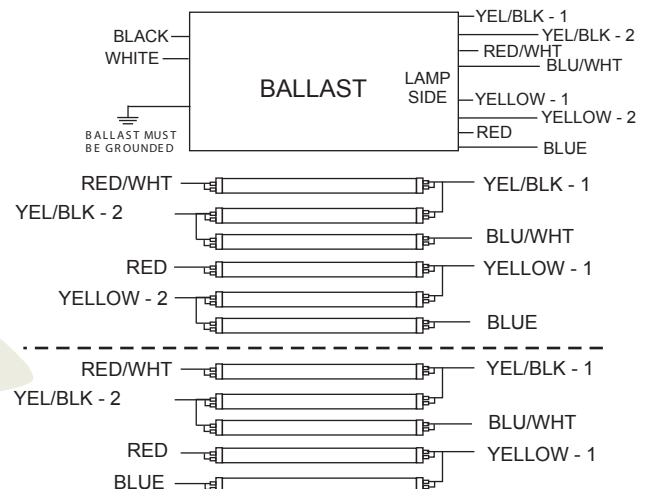 YEL/BLK - 1
BLACK
YEL/BLK - 2
WHITE
RED/WHT
BLU/WHT
BALLAST
LAMP
SIDE
YELLOW - 1
YELLOW - 2
RED
BLUE
BALLAST MUST
BE GROUNDED
RED/WHT
YEL/BLK - 1
YEL/BLK - 2
BLU/WHT
RED
YELLOW - 1
YELLOW - 2
BLUE
RED/WHT
YEL/BLK - 1
YEL/BLK - 2
BLU/WHT
RED
YELLOW - 1
BLUE